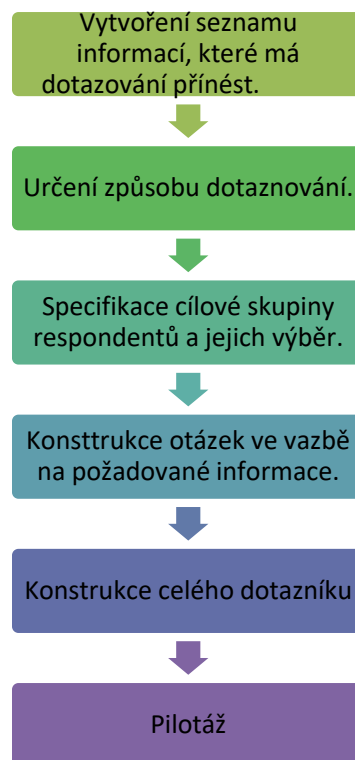 Vytvoření seznamu
informací, které má
dotazování přínést.
Určení způsobu dotaznování.
Specifikace cílové skupiny
respondentů a jejich výběr.
Konsttrukce otázek ve vazbě
na požadované informace.
Konstrukce celého dotazníku
Pilotáž